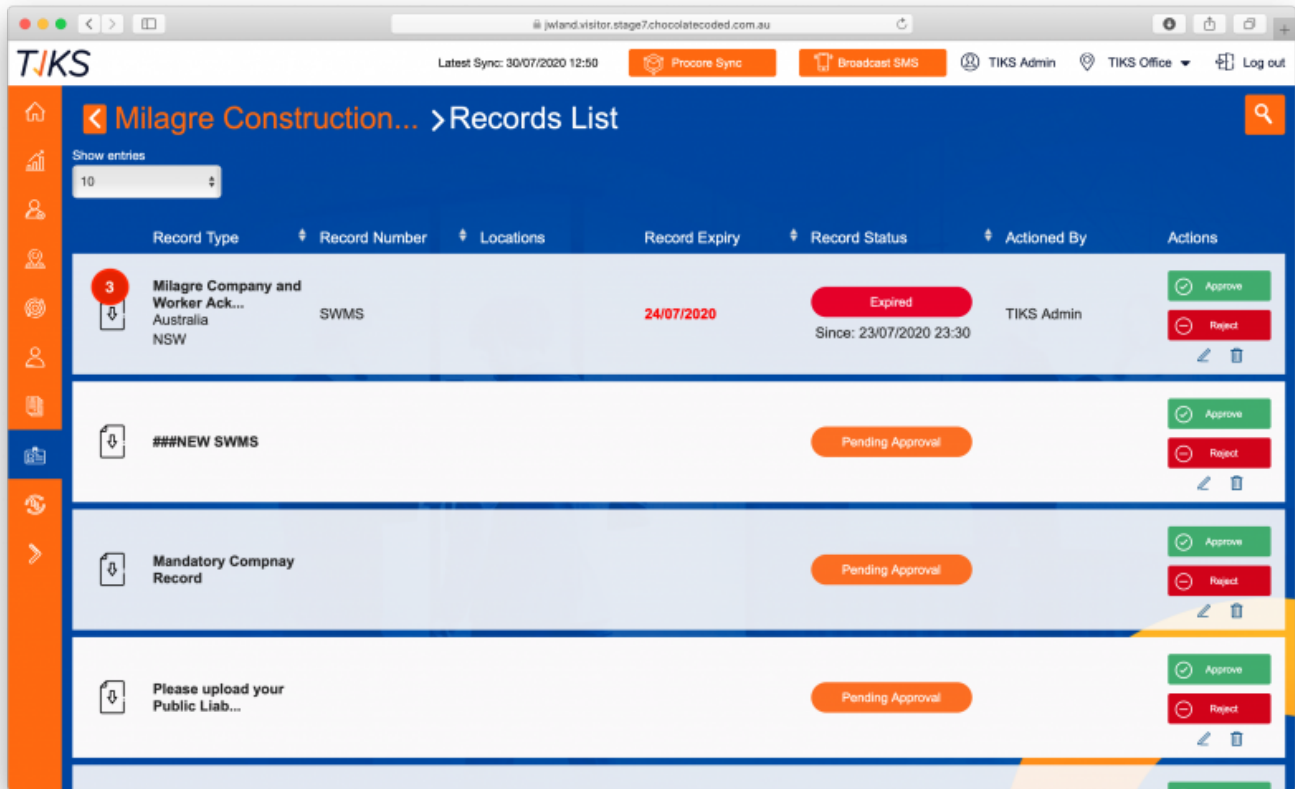 jwland.visitor.stage7.chocolatecoded.com.au
TIKS
Latest Sync: 30/07/2020 12:50
Procore Sync
Broadcast SMS
TIKS Admin
TIKS Office
Log out
Milagre Construction... >Records List
Show entries
10
Record Type
Record Number
Locations
Record Expiry
Record Status
Actioned By
Actions
3
Milagre Company and
Worker Ack...
Australia
NSW
SWMS
24/07/2020
Expired
Since: 23/07/2020 23:30
TIKS Admin
Approve
Reject
###NEW SWMS
Pending Approval
Approve
Reject
Mandatory Compnay
Record
Pending Approval
Approve
Reject
Please upload your
Public Liab...
Pending Approval
Approve
Reject